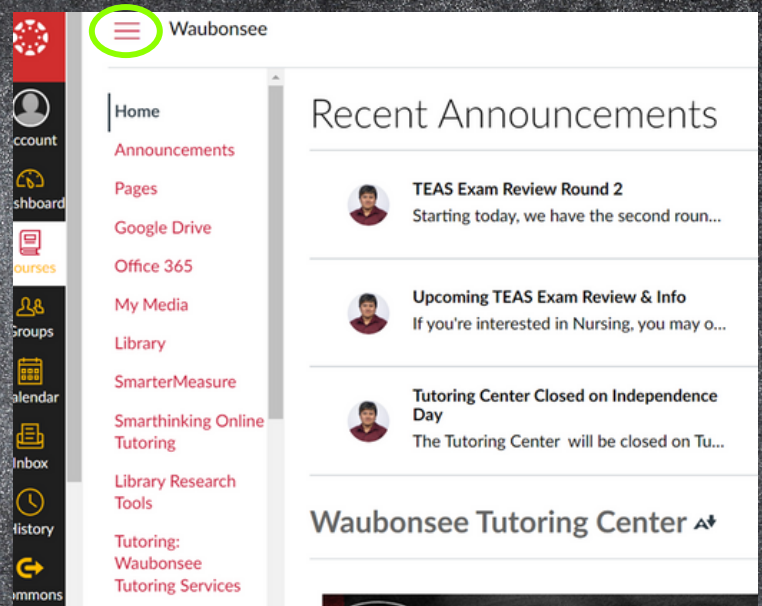 Waubonsee
ccount
shboard
ourses
Groups
alendar
Inbox
History
mmons
Home
Announcements
Pages
Google Drive
Office 365
My Media
Library
SmarterMeasure
Smarthinking Online
Tutoring
Library Research
Tools
Tutoring:
Waubonsee
Tutoring Services
Recent Announcements
TEAS Exam Review Round 2
Starting today, we have the second roun...
Upcoming TEAS Exam Review & Info
If you're interested in Nursing, you may o...
Tutoring Center Closed on Independence
Day
The Tutoring Center will be closed on Tu...
Waubonsee Tutoring Center